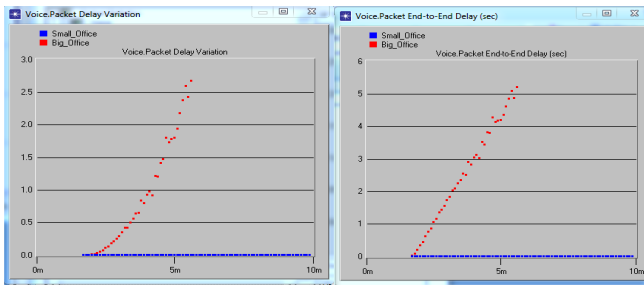 Voice.Packet Delay Variation
Small_Office
Big_Office
Voice.Packet Delay Variation
3.0
2.5
2.0
1.5
1.0
0.5
0.0
0m
5m
10m
Voice.Packet End-to-End Delay (sec)
Small_Office
Big_Office
Voice.Packet End-to-End Delay (sec)
6
5
4
3
2
1
0
0m
5m
10m